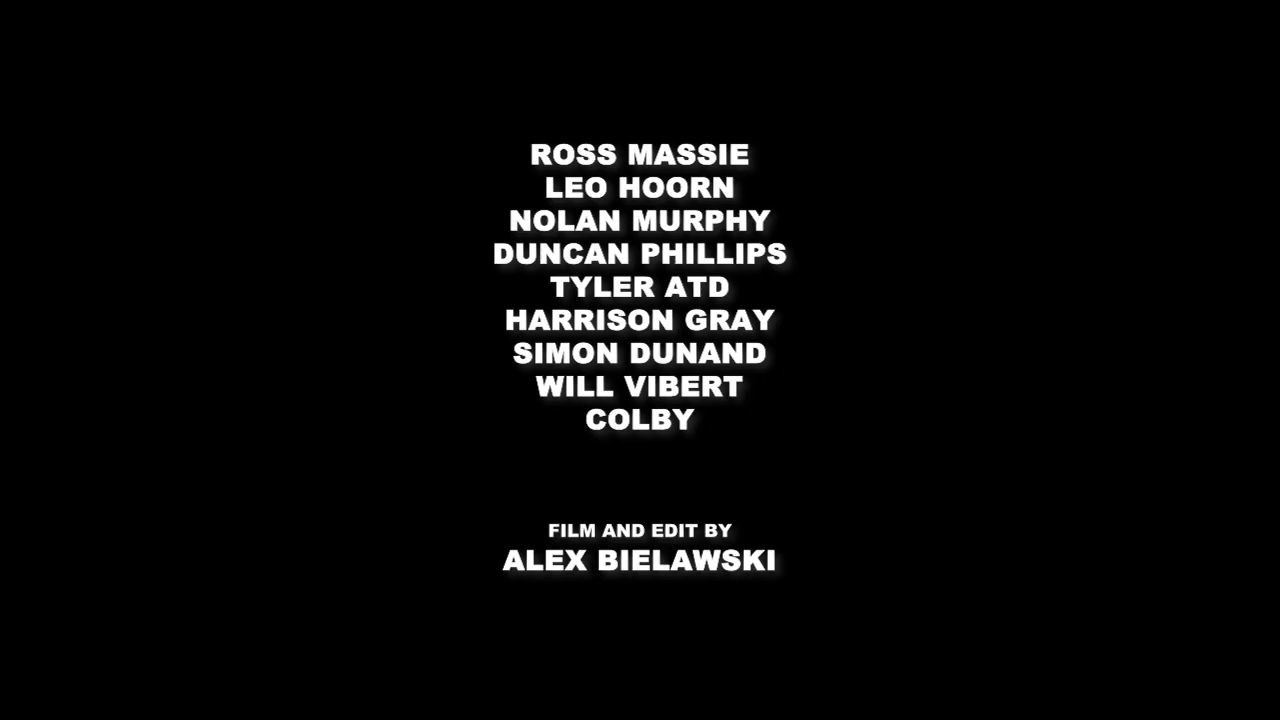 ROSS MASSIE
LEO HOORN
NOLAN MURPHY
DUNCAN PHILLIPS
TYLER ATD
HARRISON GRAY
SIMON DUNAND
WILL VIBERT
COLBY
FILM AND EDIT BY
ALEX BIELAWSKI